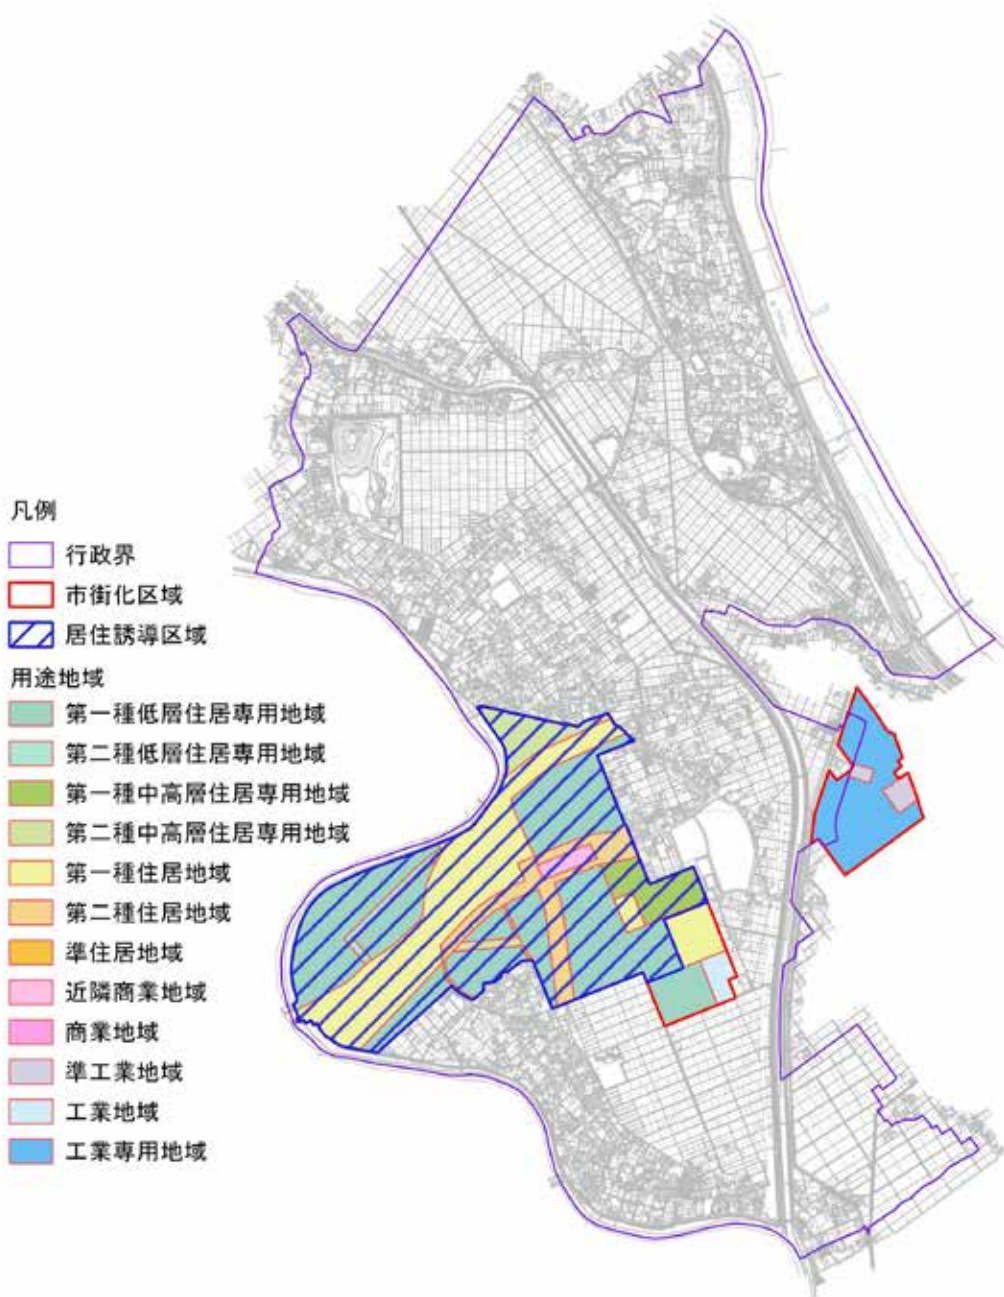 凡例
行政界
市街化区域
居住誘導区域
用途地域
第一種低層住居専用地域
第二種低層住居専用地域
第一種中高層住居専用地域
第二種中高層住居専用地域
第一種住居地域
第二種住居地域
準住居地域
近隣商業地域
商業地域
準工業地域
工業地域
工業専用地域